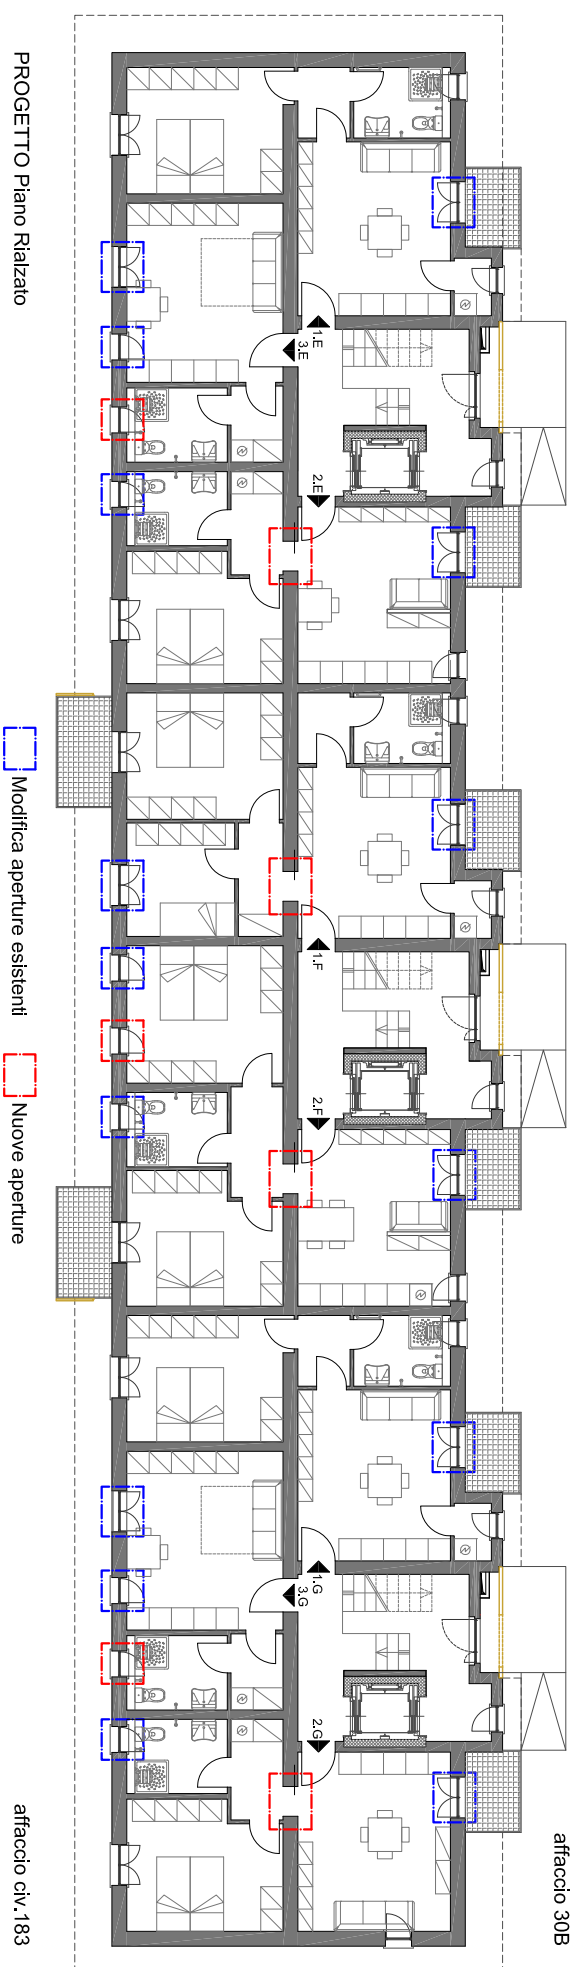 affaccio 30B
1.E
3.E
2.E
1.F
2.F
1.G
3.G
2.G
PROGETTO Piano Rialzato
Modifica aperture esistenti
Nuove aperture
affaccio civ.183